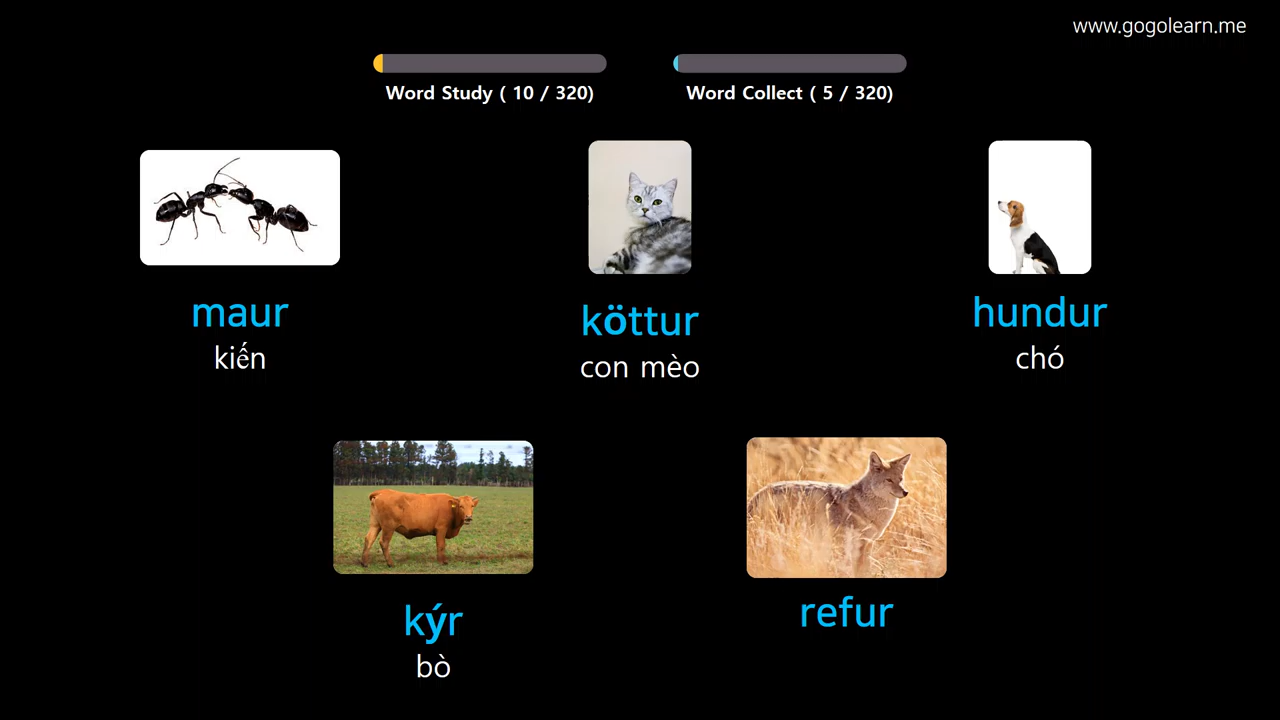 www.gogolearn.me
Word Study ( 10 / 320)
Word Collect ( 5 / 320)
maur
kiến
köttur
con mèo
hundur
chó
kýr
bò
refur